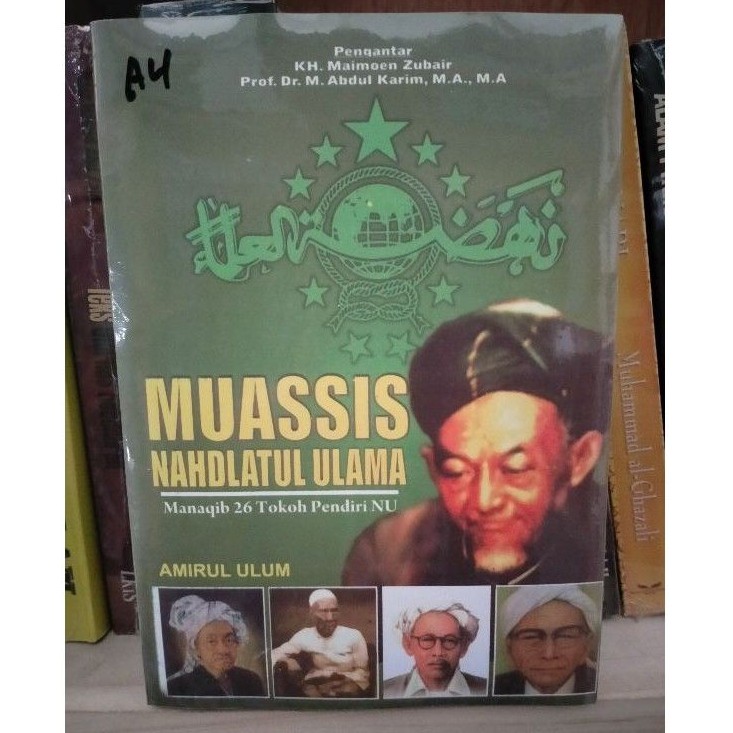 A4
Pengantar
KH. Maimoen Zubair
Prof. Dr. M. Abdul Karim, M.A., M.A
نهضة العلماء
MUASSIS
NAHDLATUL ULAMA
Manaqib 26 Tokoh Pendiri NU
AMIRUL ULUM
Muhammad al-Ghazali
LKIS